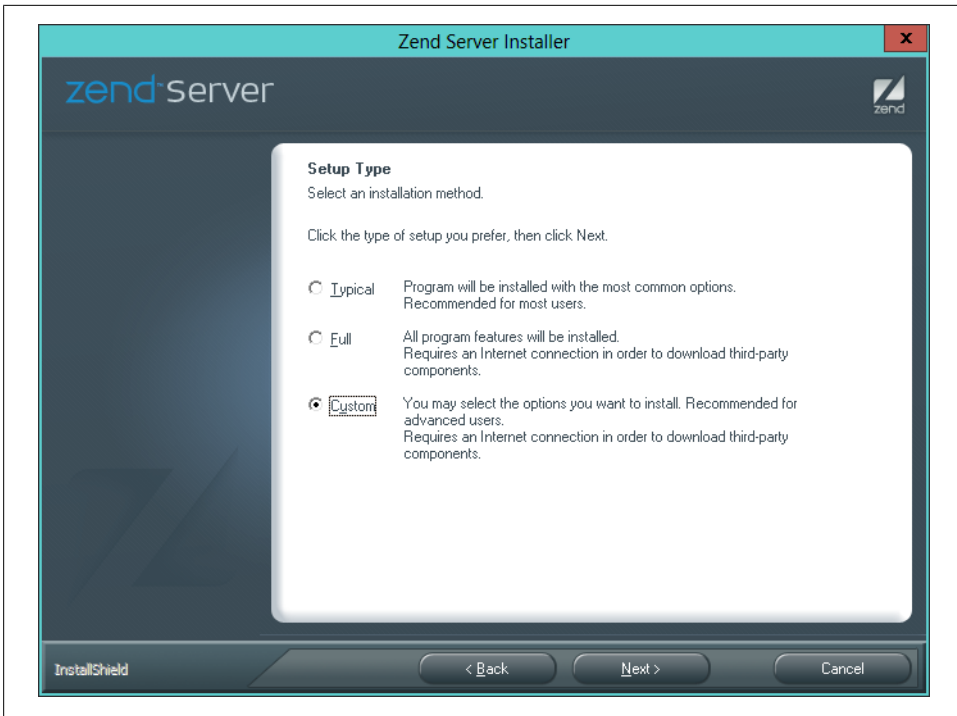 Zend Server Installer
x
zend Server
zend
Setup Type
Select an installation method.
Click the type of setup you prefer, then click Next.
Typical
Program will be installed with the most common options.
Recommended for most users.
Full
All program features will be installed.
Requires an Internet connection in order to download third-party
components.
Custom
You may select the options you want to install. Recommended for
advanced users.
Requires an Internet connection in order to download third-party
components.
InstallShield
< Back
Next >
Cancel